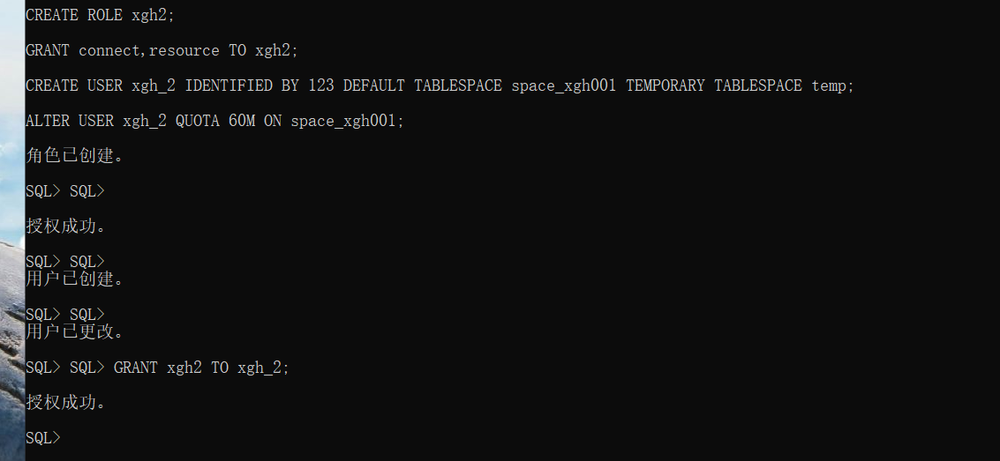 CREATE ROLE xgh2;
GRANT connect,resource TO xgh2;
CREATE USER xgh_2 IDENTIFIED BY 123 DEFAULT TABLESPACE space_xgh001 TEMPORARY TABLESPACE temp;
ALTER USER xgh_2 QUOTA 60M ON space_xgh001;
角色已创建。
SQL> SQL>
授权成功。
SQL> SQL>
用户已创建。
SQL> SQL>
用户已更改。
SQL> SQL> GRANT xgh2 TO xgh_2;
授权成功。
SQL>